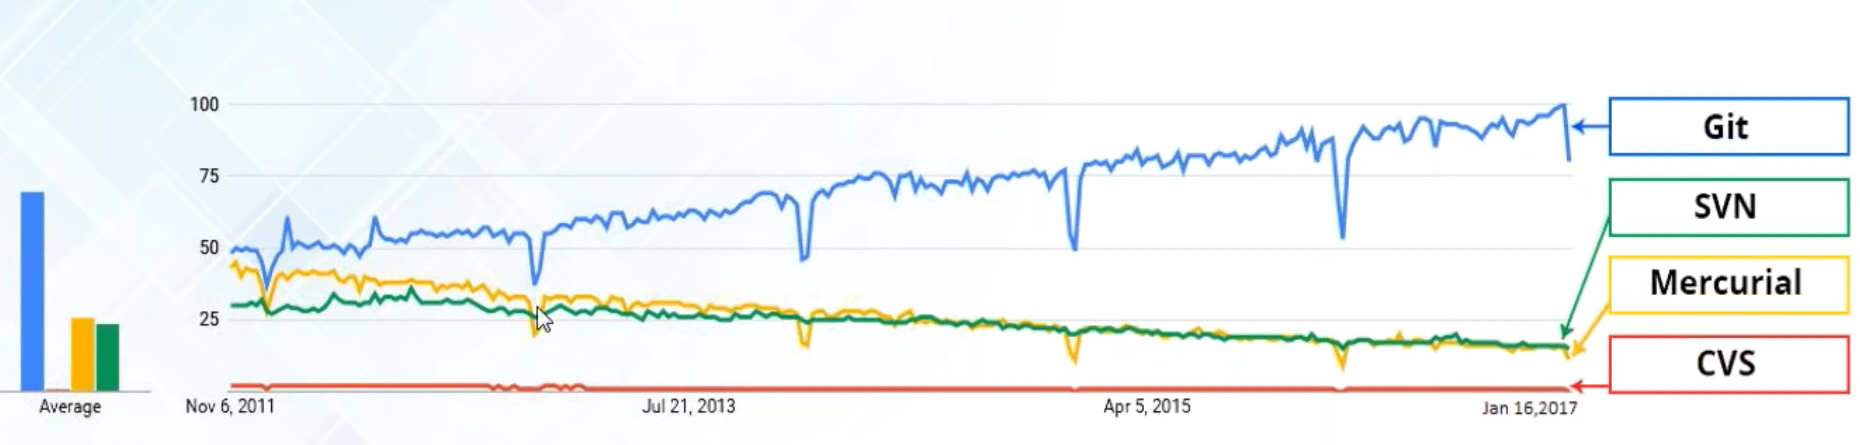 100
75
50
25
Average
Nov 6, 2011
Jul 21, 2013
Apr 5, 2015
Jan 16,2017
Git
SVN
Mercurial
CVS